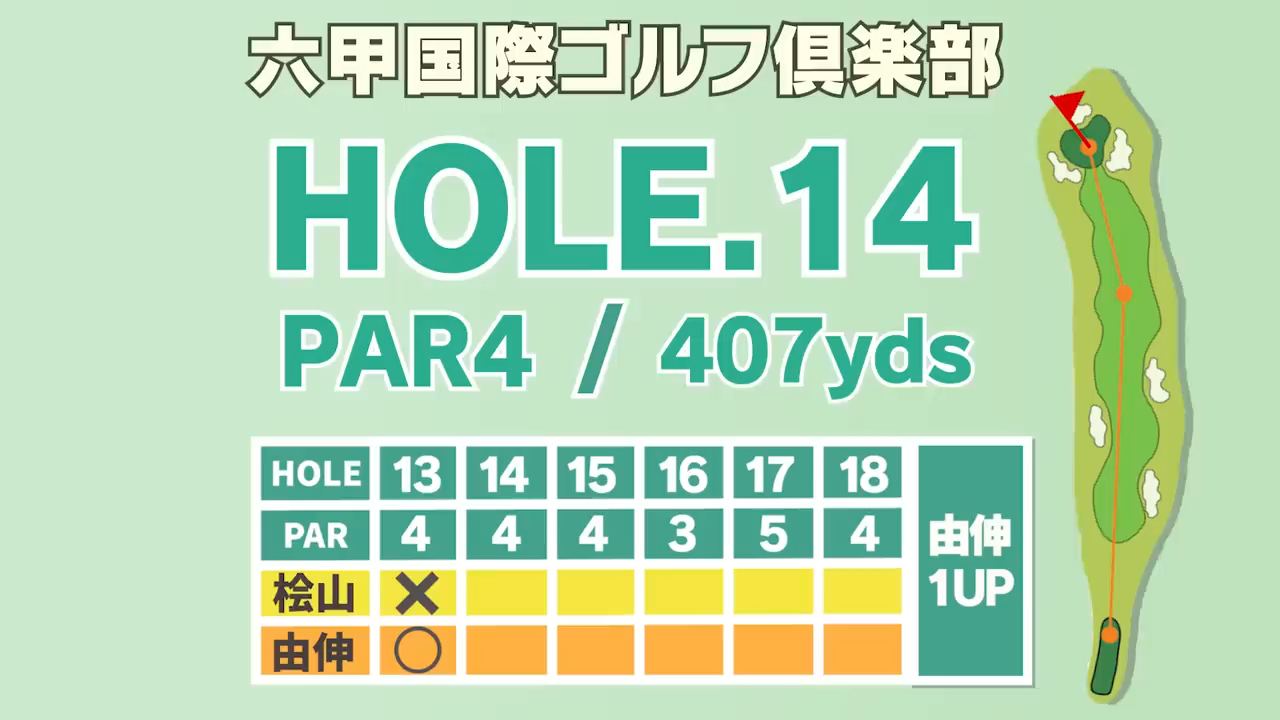 六甲国際ゴルフ倶楽部
HOLE.14
PAR4 / 407yds
HOLE 13 14 15 16 17 18
PAR 4 4 4 3 5 4
桧山 ×
由伸 ○
由伸
1UP